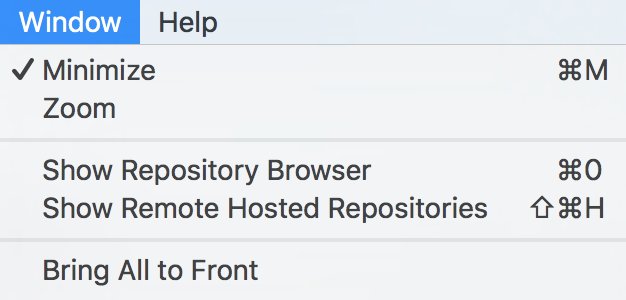 Window Help
✓ Minimize ⌘M
Zoom
Show Repository Browser ⌘0
Show Remote Hosted Repositories ⇧⌘H
Bring All to Front